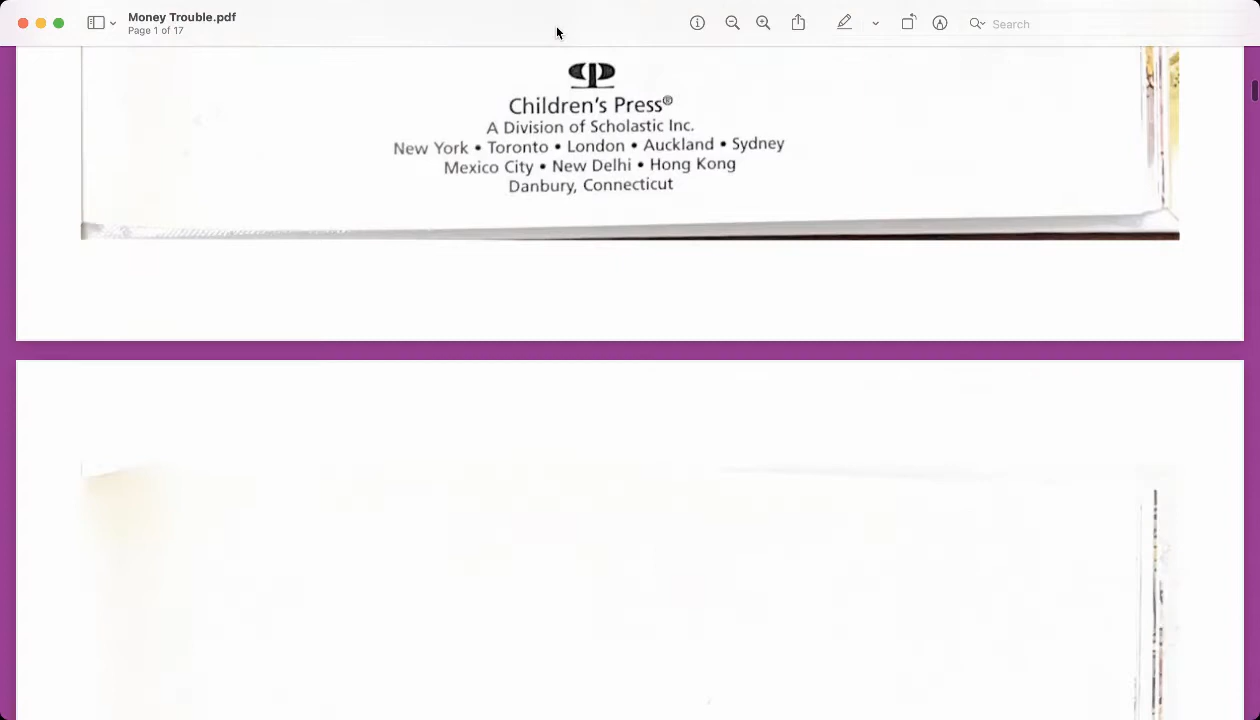 Money Trouble.pdf
Page 1 of 17
Search
Children's Press®
A Division of Scholastic Inc.
New York • Toronto • London • Auckland • Sydney
Mexico City • New Delhi • Hong Kong
Danbury, Connecticut